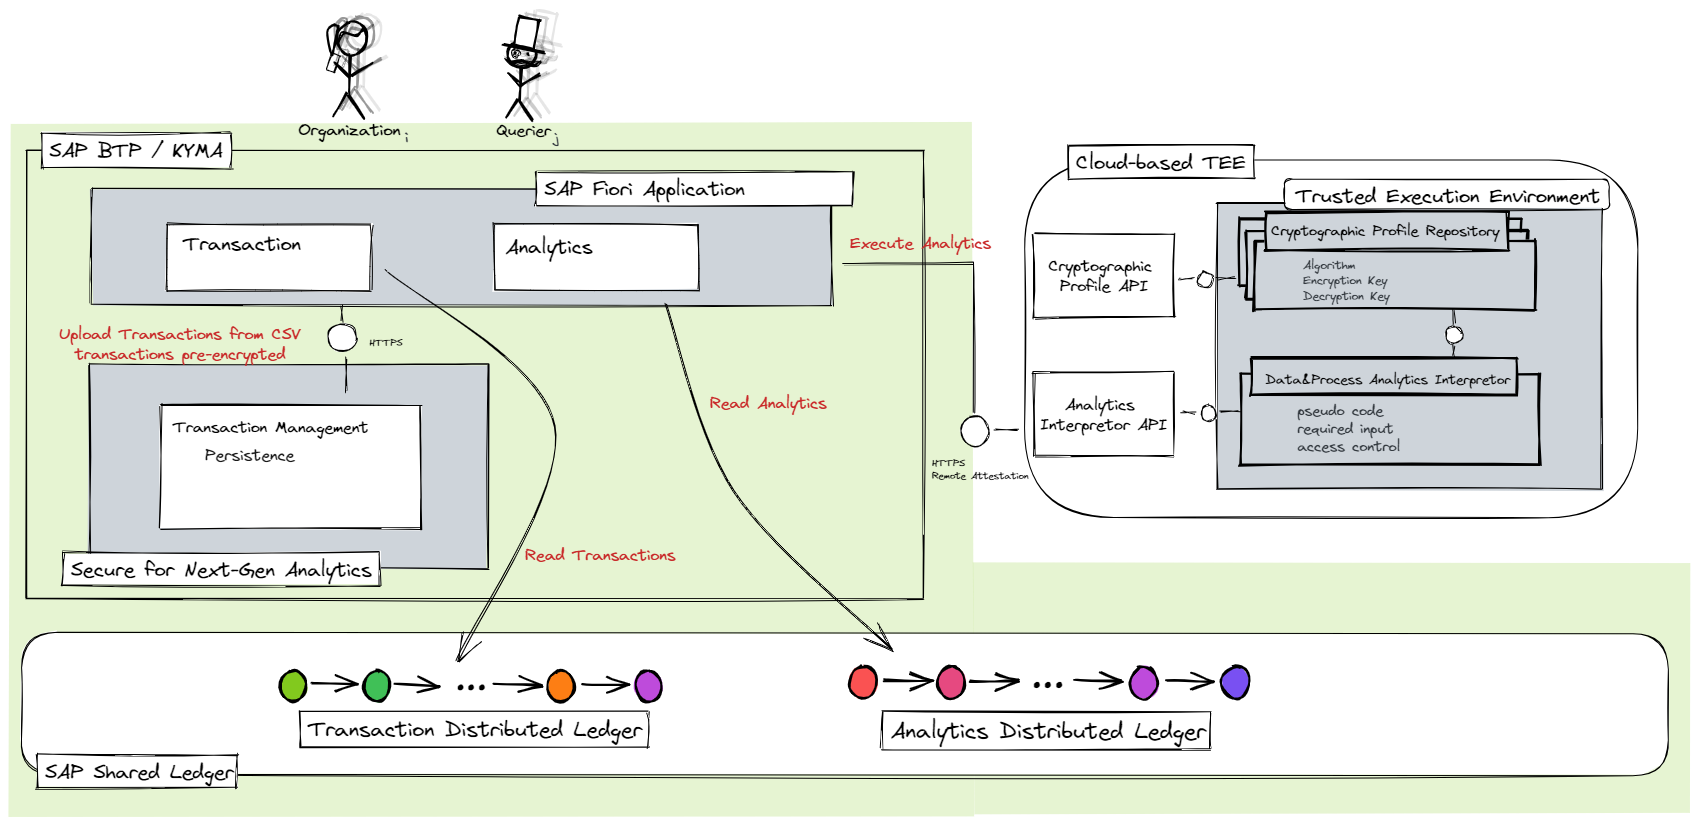 Organization i
Querier j
SAP BTP / KYMA
SAP Fiori Application
Transaction
Analytics
Execute Analytics
Upload Transactions from CSV
transactions pre-encrypted
HTTPS
Transaction Management
Persistence
Secure for Next-Gen Analytics
Read Transactions
Read Analytics
HTTPS
Remote Attestation
Cloud-based TEE
Trusted Execution Environment
Cryptographic
Profile API
Cryptographic Profile Repository
Algorithm
Encryption Key
Decryption Key
Analytics
Interpretor API
Data&Process Analytics Interpretor
pseudo code
required input
access control
...
Transaction Distributed Ledger
...
Analytics Distributed Ledger
SAP Shared Ledger